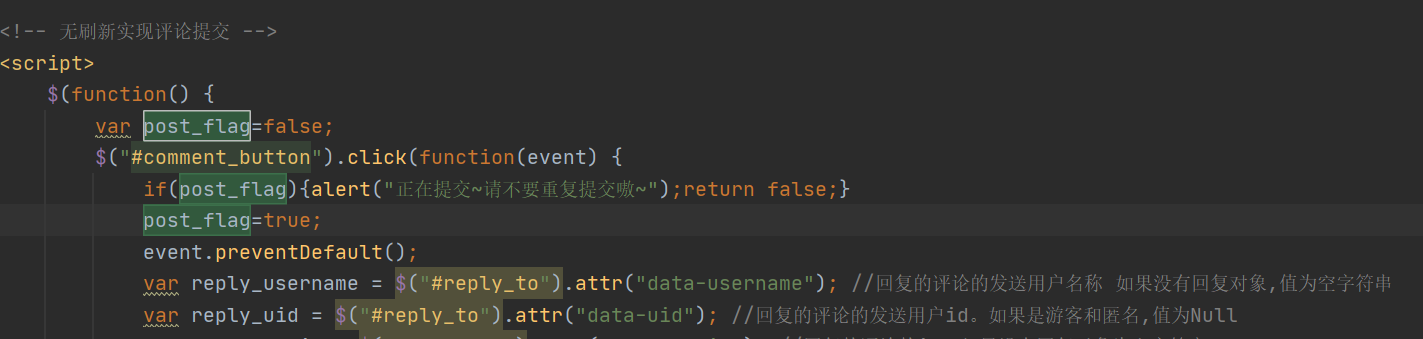 <!-- 无刷新实现评论提交 -->
<script>
$(function() {
var post_flag=false;
$("#comment_button").click(function(event) {
if(post_flag){alert("正在提交~请不要重复提交嗷~");return false;}
post_flag=true;
event.preventDefault();
var reply_username = $("#reply_to").attr("data-username"); //回复的评论的发送用户名称 如果没有回复对象,值为空字符串
var reply_uid = $("#reply_to").attr("data-uid"); //回复的评论的发送用户id。如果是游客和匿名,值为Null